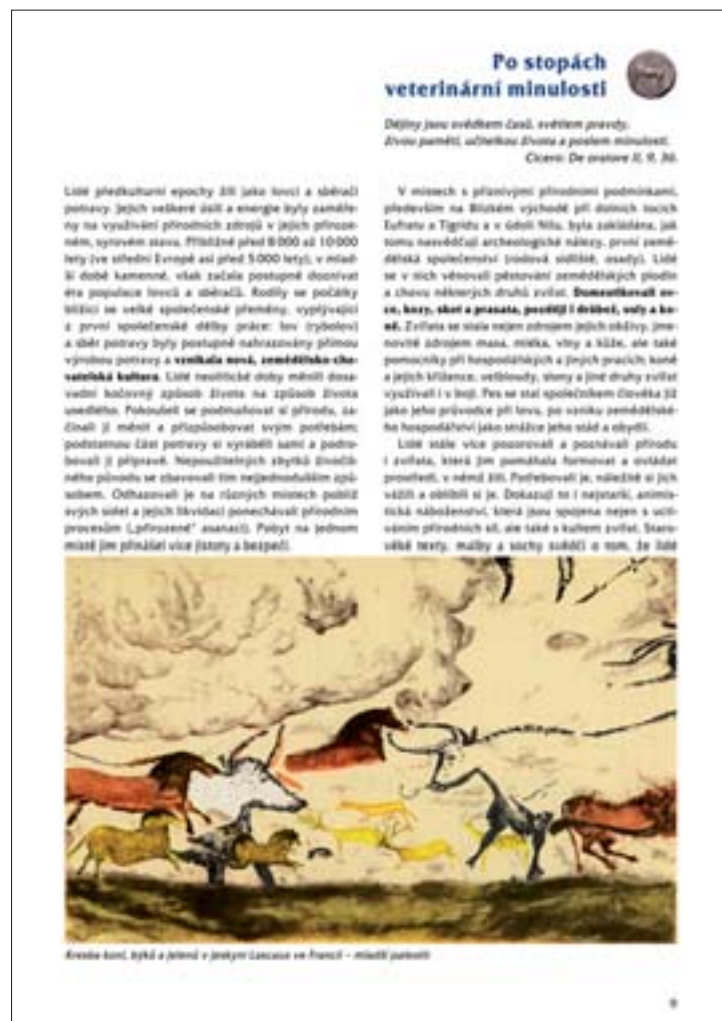 Po stopách
veterinární minulosti
Dějiny jsou svědkem časů, světlem pravdy,
živou pamětí, učitelkou života a poslem minulosti.
Cicero: De oratore II, 9, 36.
Lidé předkulturní epochy žili jako lovci a sběrači
potravy. Jejich veškeré úsilí a energie byly zaměře-
ny na využívání přírodních zdrojů v jejich přiroze-
ném, syrovém stavu. Přibližně před 8 000 až 10 000
lety (ve střední Evropě asi před 5 000 lety), v mlad-
ší době kamenné, však začala postupně doznívat
éra populace lovců a sběračů. Rodily se počátky
blížící se velké společenské přeměny, vyplývající
z první společenské dělby práce: lov (rybolov)
a sběr potravy byly postupně nahrazovány přímou
výrobou potravy a vznikala nová, zemědělsko-cho-
vatelská kultura. Lidé neolitické doby měnili dosa-
vadní kočovný způsob života na způsob života
usedlého. Pokoušeli se podmaňovat si přírodu, za-
čínali ji měnit a přizpůsobovat svým potřebám;
podstatnou část potravy si vyráběli sami a podro-
bovali ji přípravě. Nepoužitelných zbytků živočiš-
ného původu se zbavovali tím nejjednodušším způ-
sobem. Odhazovali je na různých místech poblíž
svých sídel a jejich likvidaci ponechávali přírodním
procesům („přirozené“ asanaci). Pobyt na jednom
místě jim přinášel více jistoty a bezpečí.
V místech s příznivými přírodními podmínkami,
především na Blízkém východě při dolních tocích
Eufratu a Tigridu a v údolí Nilu, byla zakládána, jak
tomu nasvědčují archeologické nálezy, první země-
dělská společenství (rodová sídliště, osady). Lidé
se v nich věnovali pěstování zemědělských plodin
a chovu některých druhů zvířat. Domestikovali ov-
ce, kozy, skot a prasata, později i drůbež, osly a ko-
ně. Zvířata se stala nejen zdrojem jejich obživy, jme-
novitě zdrojem masa, mléka, vlny a kůže, ale také
pomocníky při hospodářských a jiných pracích; koně
a jejich křížence, velbloudy, slony a jiné druhy zvířat
využívali i v boji. Pes se stal společníkem člověka již
jako jeho průvodce při lovu, po vzniku zemědělské-
ho hospodářství jako strážce jeho stád a obydlí.
Lidé stále více pozorovali a poznávali přírodu
i zvířata, která jim pomáhala formovat a ovládat
prostředí, v němž žili. Potřebovali je, náležitě si jich
vážili a oblíbili si je. Dokazují to i nejstarší, animis-
tická náboženství, která jsou spojena nejen s uctí-
váním přírodních sil, ale také s kultem zvířat. Staro-
věké texty, malby a sochy svědčí o tom, že lidé
Kresba koní, býků a jelenů v jeskyni Lascaux ve Francii – mladší paleolit
9